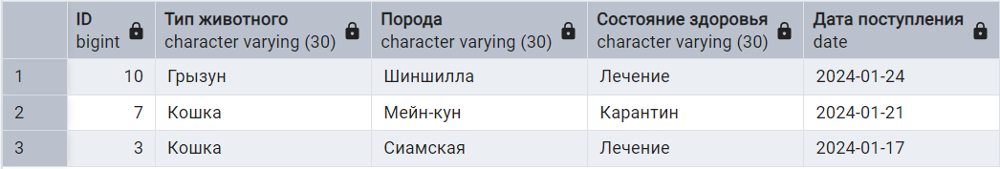 ID Тип животного Порода Состояние здоровья Дата поступления
bigint character varying (30) character varying (30) character varying (30) date
1 10 Грызун Шиншилла Лечение 2024-01-24
2 7 Кошка Мейн-кун Карантин 2024-01-21
3 3 Кошка Сиамская Лечение 2024-01-17